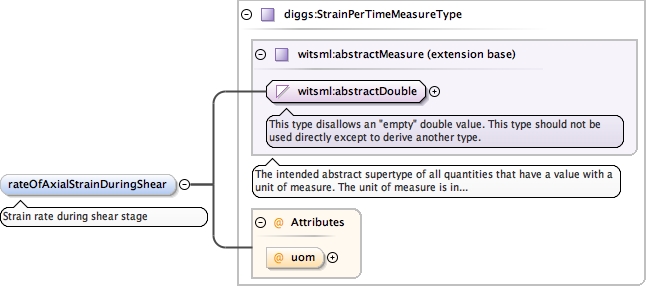 diggs:StrainPerTimeMeasureType
witsml:abstractMeasure (extension base)
witsml:abstractDouble
This type disallows an "empty" double value. This type should not be
used directly except to derive another type.
The intended abstract supertype of all quantities that have a value with a
unit of measure. The unit of measure is in...
rateOfAxialStrainDuringShear
Strain rate during shear stage
@ Attributes
@ uom